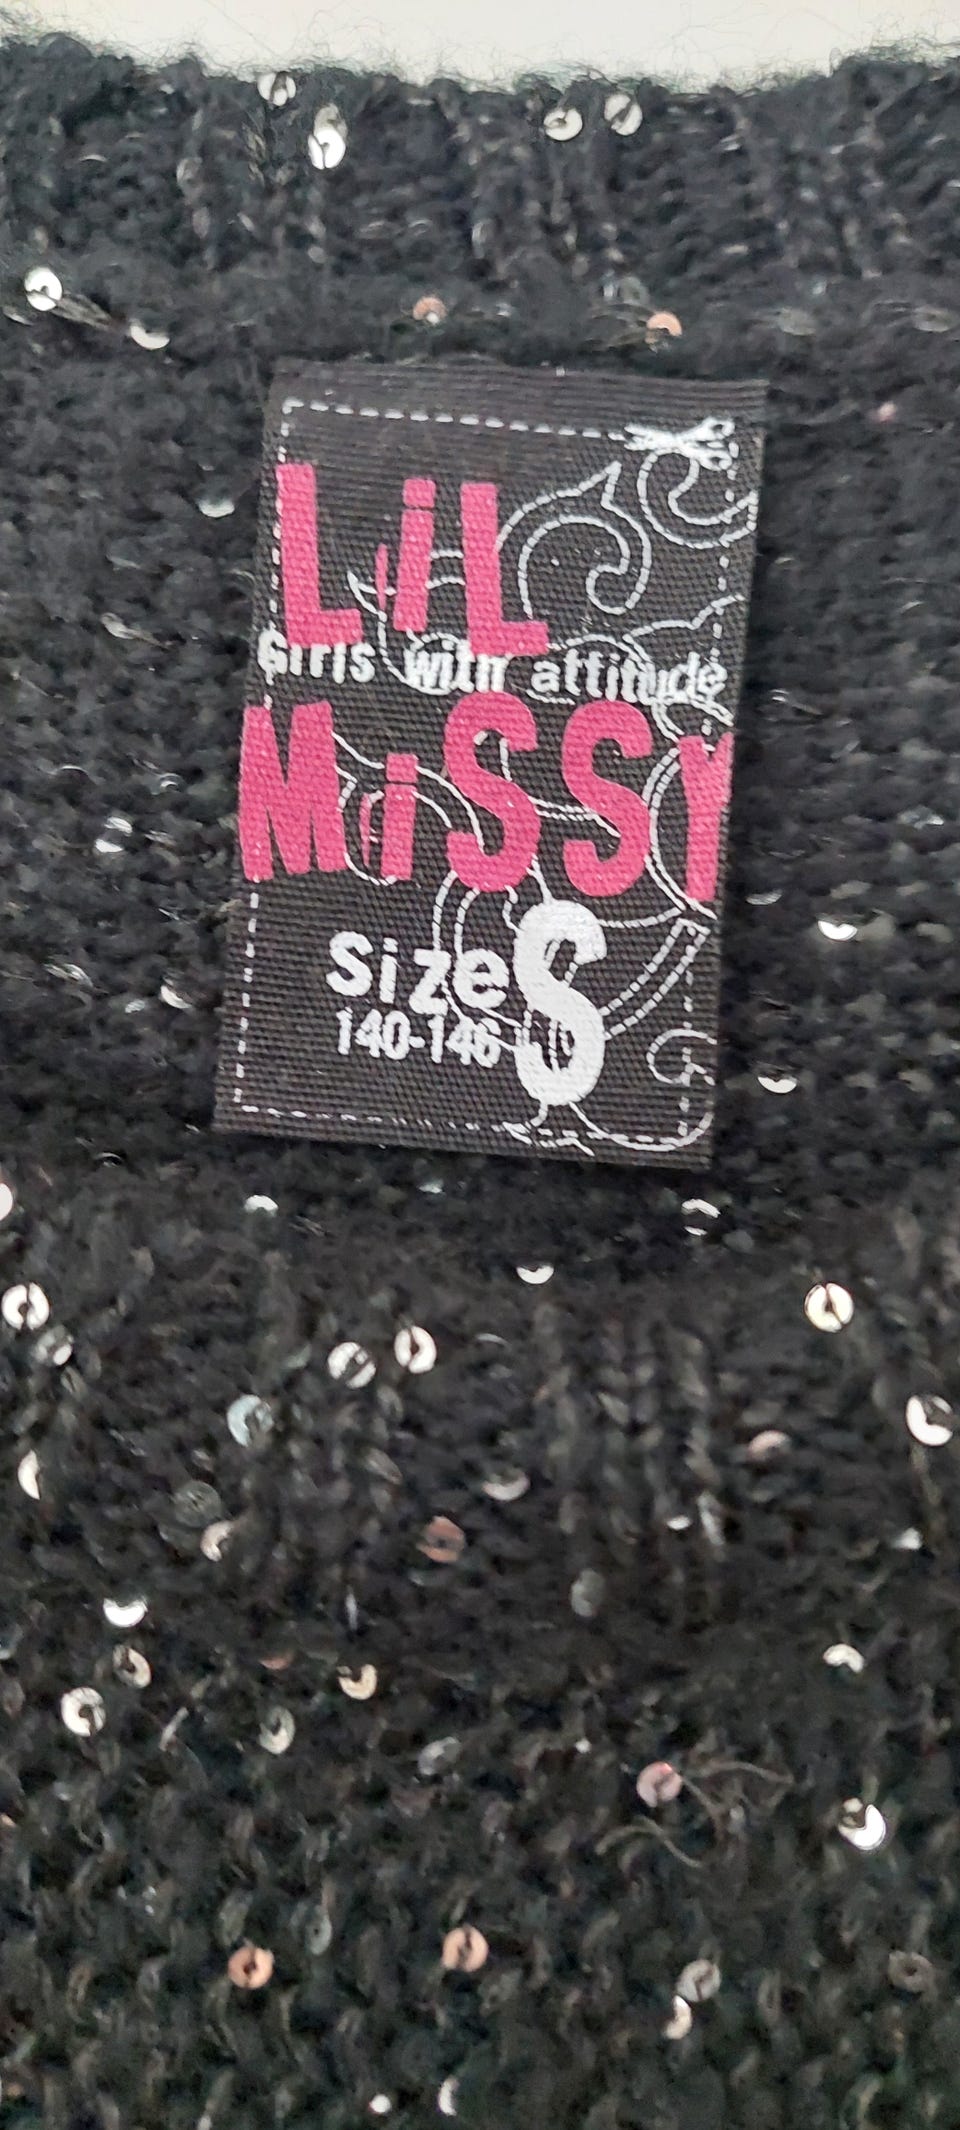 LiL
Girls with attitude
MiSSY
Size S
140-146